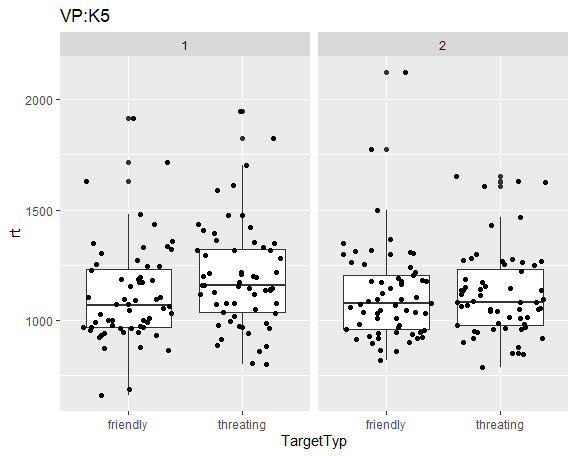 VP:K5
1
2
2000
1500
1000
rt
friendly
threating
friendly
threating
TargetTyp